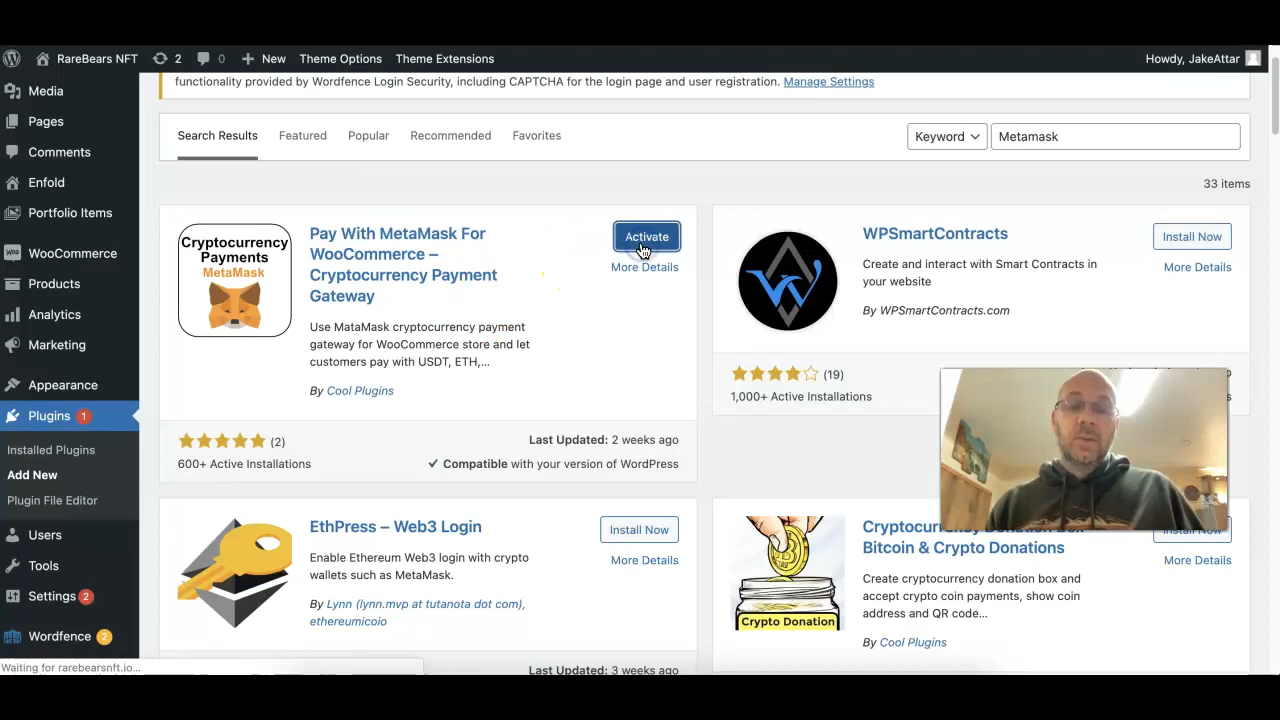 RareBears NFT
2
0
New
Theme Options
Theme Extensions
Howdy, JakeAttar
Media
Pages
Comments
Enfold
Portfolio Items
WooCommerce
Products
Analytics
Marketing
Appearance
Plugins 1
Installed Plugins
Add New
Plugin File Editor
Users
Tools
Settings 2
Wordfence 2
functionality provided by Wordfence Login Security, including CAPTCHA for the login page and user registration. Manage Settings
Search Results
Featured
Popular
Recommended
Favorites
Keyword
Metamask
33 items
Cryptocurrency
Payments
MetaMask
Pay With MetaMask For
WooCommerce –
Cryptocurrency Payment
Gateway
Activate
More Details
Use MataMask cryptocurrency payment
gateway for WooCommerce store and let
customers pay with USDT, ETH,...
By Cool Plugins
(2)
600+ Active Installations
Last Updated: 2 weeks ago
Compatible with your version of WordPress
WPSmartContracts
Install Now
More Details
Create and interact with Smart Contracts in
your website
By WPSmartContracts.com
(19)
1,000+ Active Installations
EthPress – Web3 Login
Install Now
More Details
Enable Ethereum Web3 login with crypto
wallets such as MetaMask.
By Lynn (lynn.mvp at tutanota dot com),
ethereumicoio
Last Updated: 3 weeks ago
Crypto Donation
Bitcoin & Crypto Donations
More Details
Create cryptocurrency donation box and
accept crypto coin payments, show coin
address and QR code...
By Cool Plugins
Waiting for rarebearsnft.io...